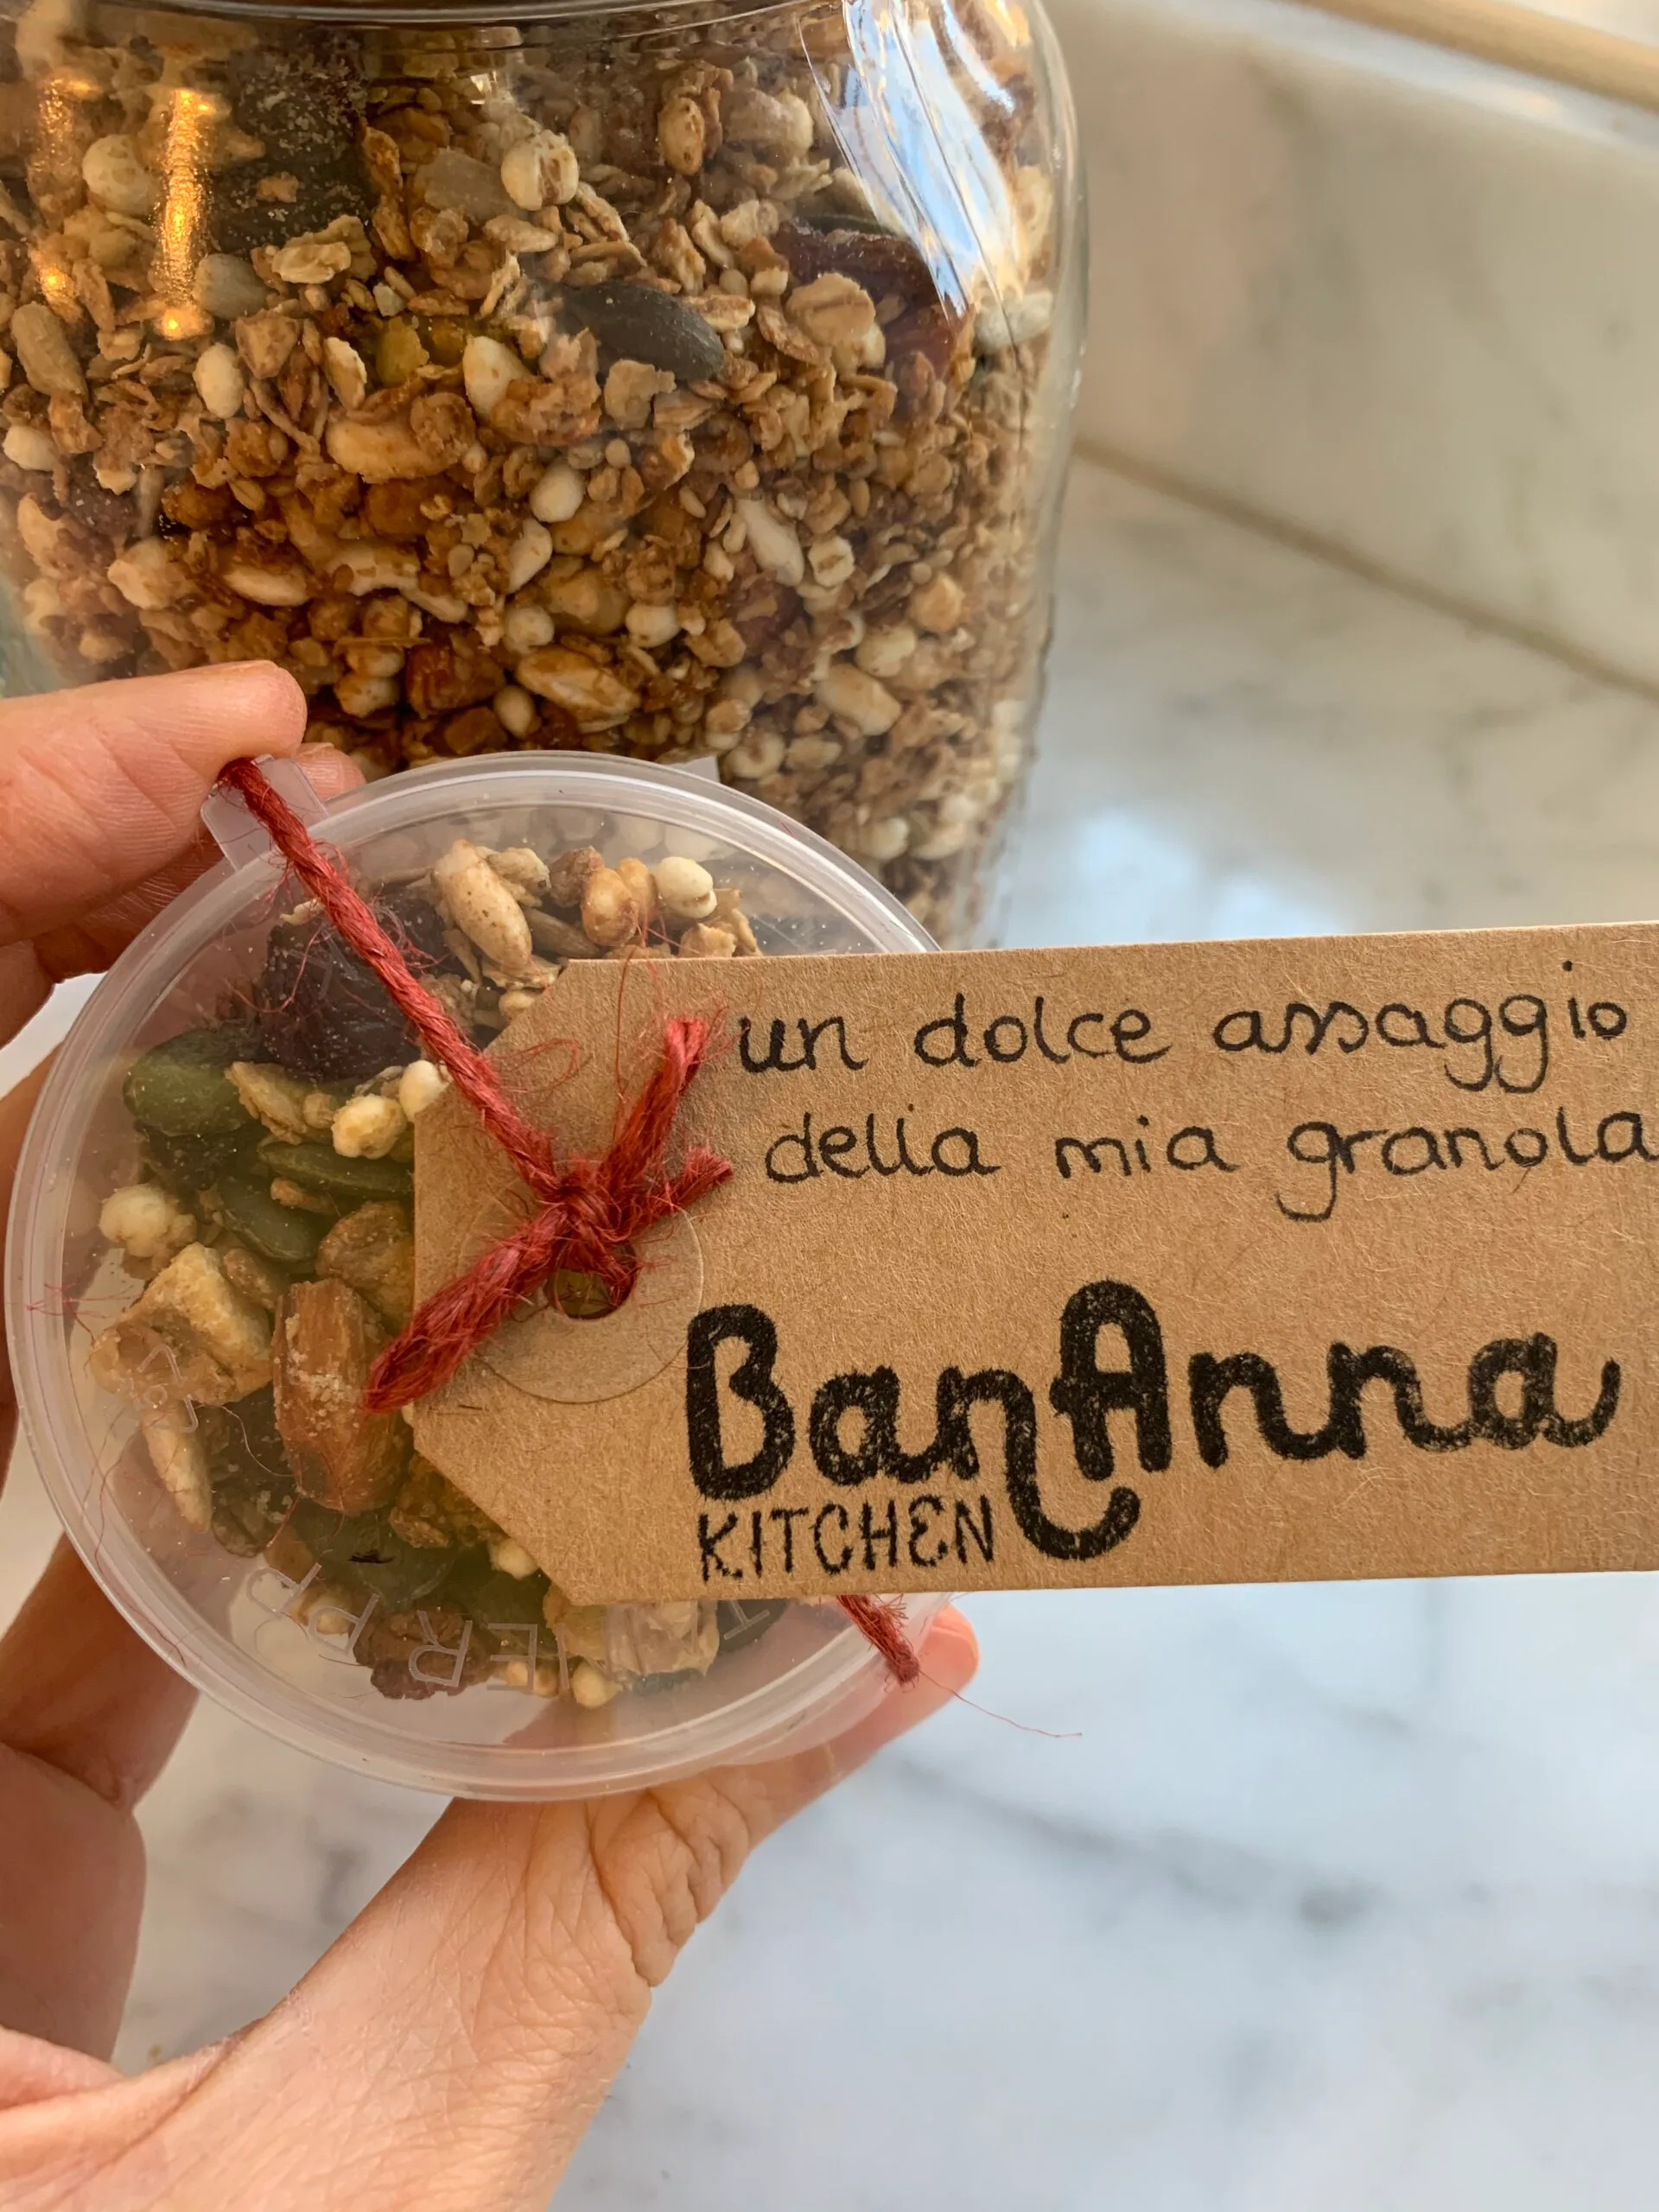 un dolce assaggio
della mia granola
BanAnna
KITCHEN